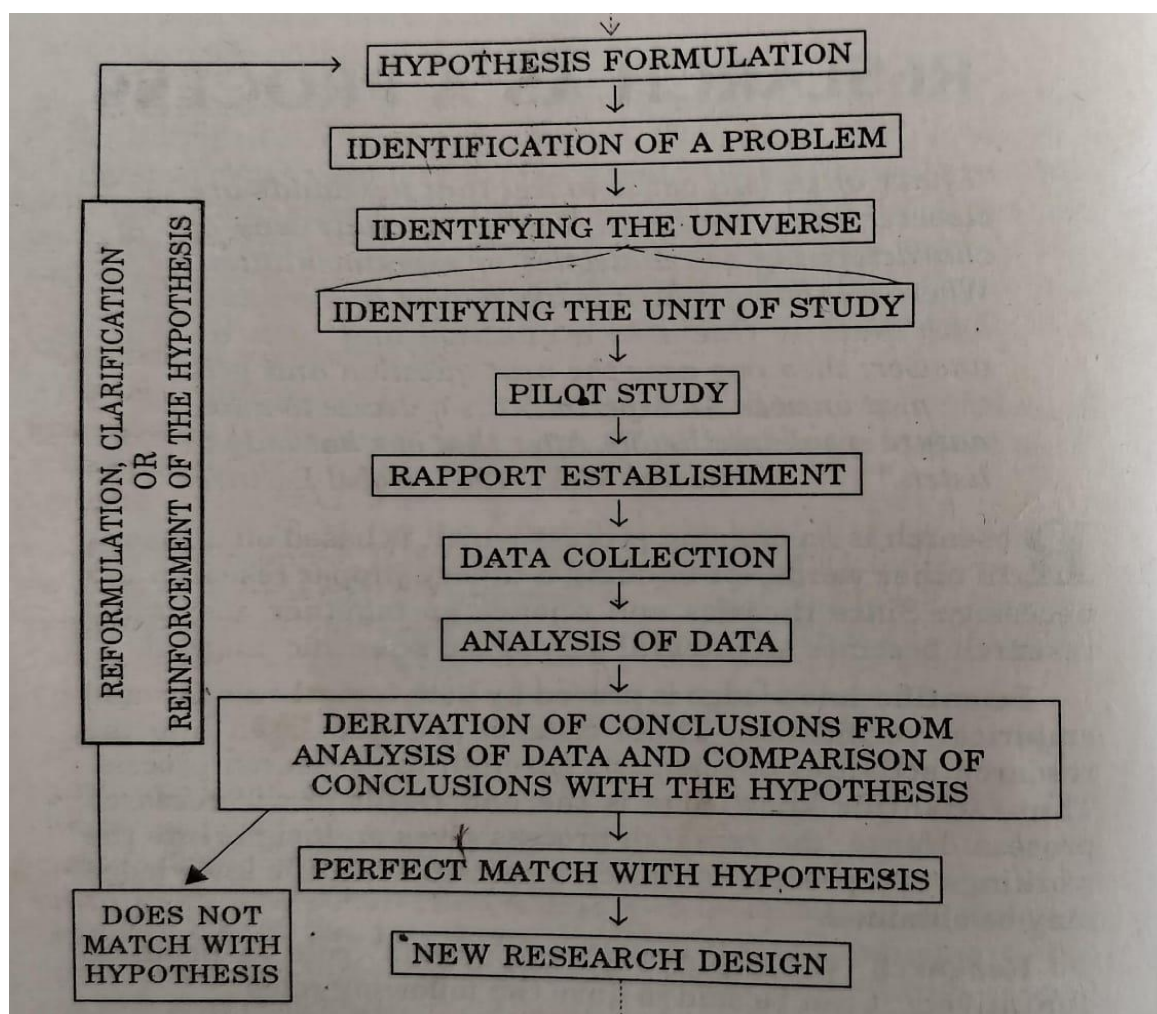 HYPOTHESIS FORMULATION
IDENTIFICATION OF A PROBLEM
IDENTIFYING THE UNIVERSE
IDENTIFYING THE UNIT OF STUDY
PILOT STUDY
RAPPORT ESTABLISHMENT
DATA COLLECTION
ANALYSIS OF DATA
DERIVATION OF CONCLUSIONS FROM
ANALYSIS OF DATA AND COMPARISON OF
CONCLUSIONS WITH THE HYPOTHESIS
PERFECT MATCH WITH HYPOTHESIS
NEW RESEARCH DESIGN
DOES NOT
MATCH WITH
HYPOTHESIS
REFORMULATION, CLARIFICATION
OR
REINFORCEMENT OF THE HYPOTHESIS